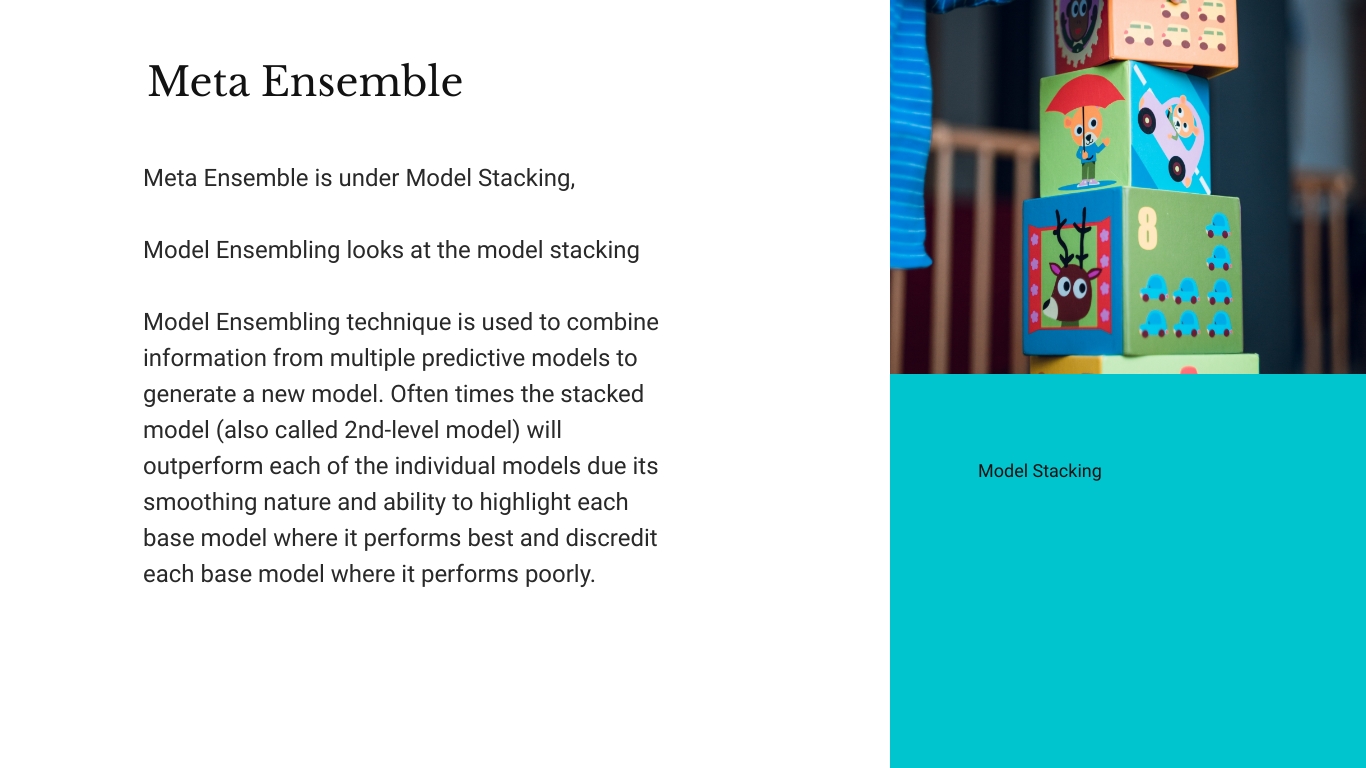 Meta Ensemble
Meta Ensemble is under Model Stacking,
Model Ensembling looks at the model stacking
Model Ensembling technique is used to combine
information from multiple predictive models to
generate a new model. Often times the stacked
model (also called 2nd-level model) will
outperform each of the individual models due its
smoothing nature and ability to highlight each
base model where it performs best and discredit
each base model where it performs poorly.
8
Model Stacking